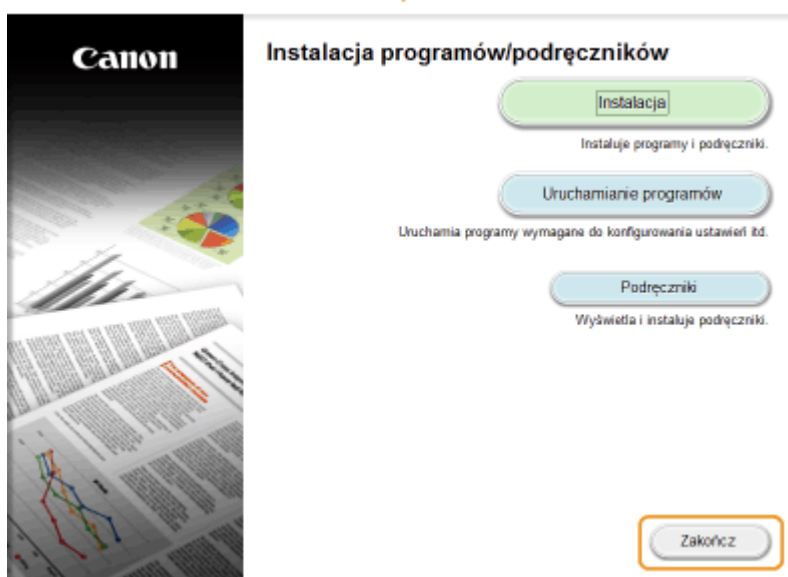 Canon
Instalacja programów/podręczników
Instalacja
Instaluje programy i podręczniki.
Uruchamianie programów
Uruchamia programy wymagane do konfigurowania ustawień itd.
Podręczniki
Wyświetla i instaluje podręczniki.
Zakończ